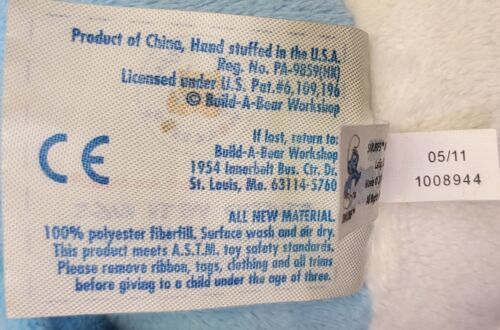 Product of China, Hand stuffed in the U.S.A.
Reg. No. PA-9859(HK)
Licensed under U.S. Pat.#6,109,196
© Build-A-Bear Workshop
CE
If lost, return to:
Build-A-Bear Workshop
1954 Innerbelt Bus. Ctr. Dr.
St. Louis, Mo. 63114-5760
ALL NEW MATERIAL.
100% polyester fiberfill. Surface wash and air dry.
This product meets A.S.T.M. toy safety standards.
Please remove ribbon, tags, clothing and all trims
before giving to a child under the age of three.
05/11
1008944